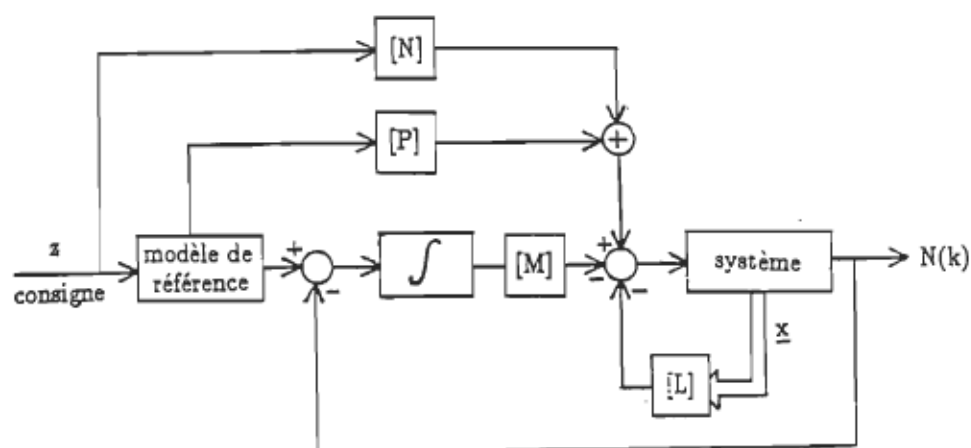 [N]
[P]
+
z
consigne
modèle de
référence
+
-
∫
[M]
+
-
-
système
N(k)
x
[L]